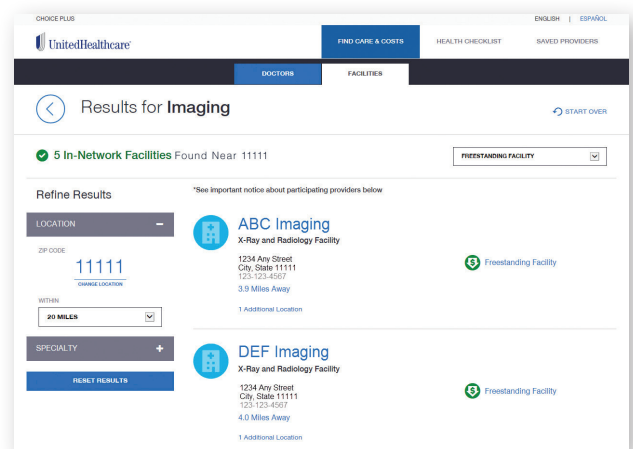 CHOICE PLUS
ENGLISH | ESPAÑOL
UnitedHealthcare
FIND CARE & COSTS
HEALTH CHECKLIST
SAVED PROVIDERS
DOCTORS
FACILITIES
Results for Imaging
START OVER
5 In-Network Facilities Found Near 11111
FREESTANDING FACILITY
Refine Results
*See important notice about participating providers below
LOCATION
ZIP CODE
11111
CHANGE LOCATION
WITHIN
20 MILES
SPECIALTY
RESET RESULTS
ABC Imaging
X-Ray and Radiology Facility
1234 Any Street
City, State 11111
123-123-4567
3.9 Miles Away
1 Additional Location
Freestanding Facility
DEF Imaging
X-Ray and Radiology Facility
1234 Any Street
City, State 11111
123-123-4567
4.0 Miles Away
1 Additional Location
Freestanding Facility